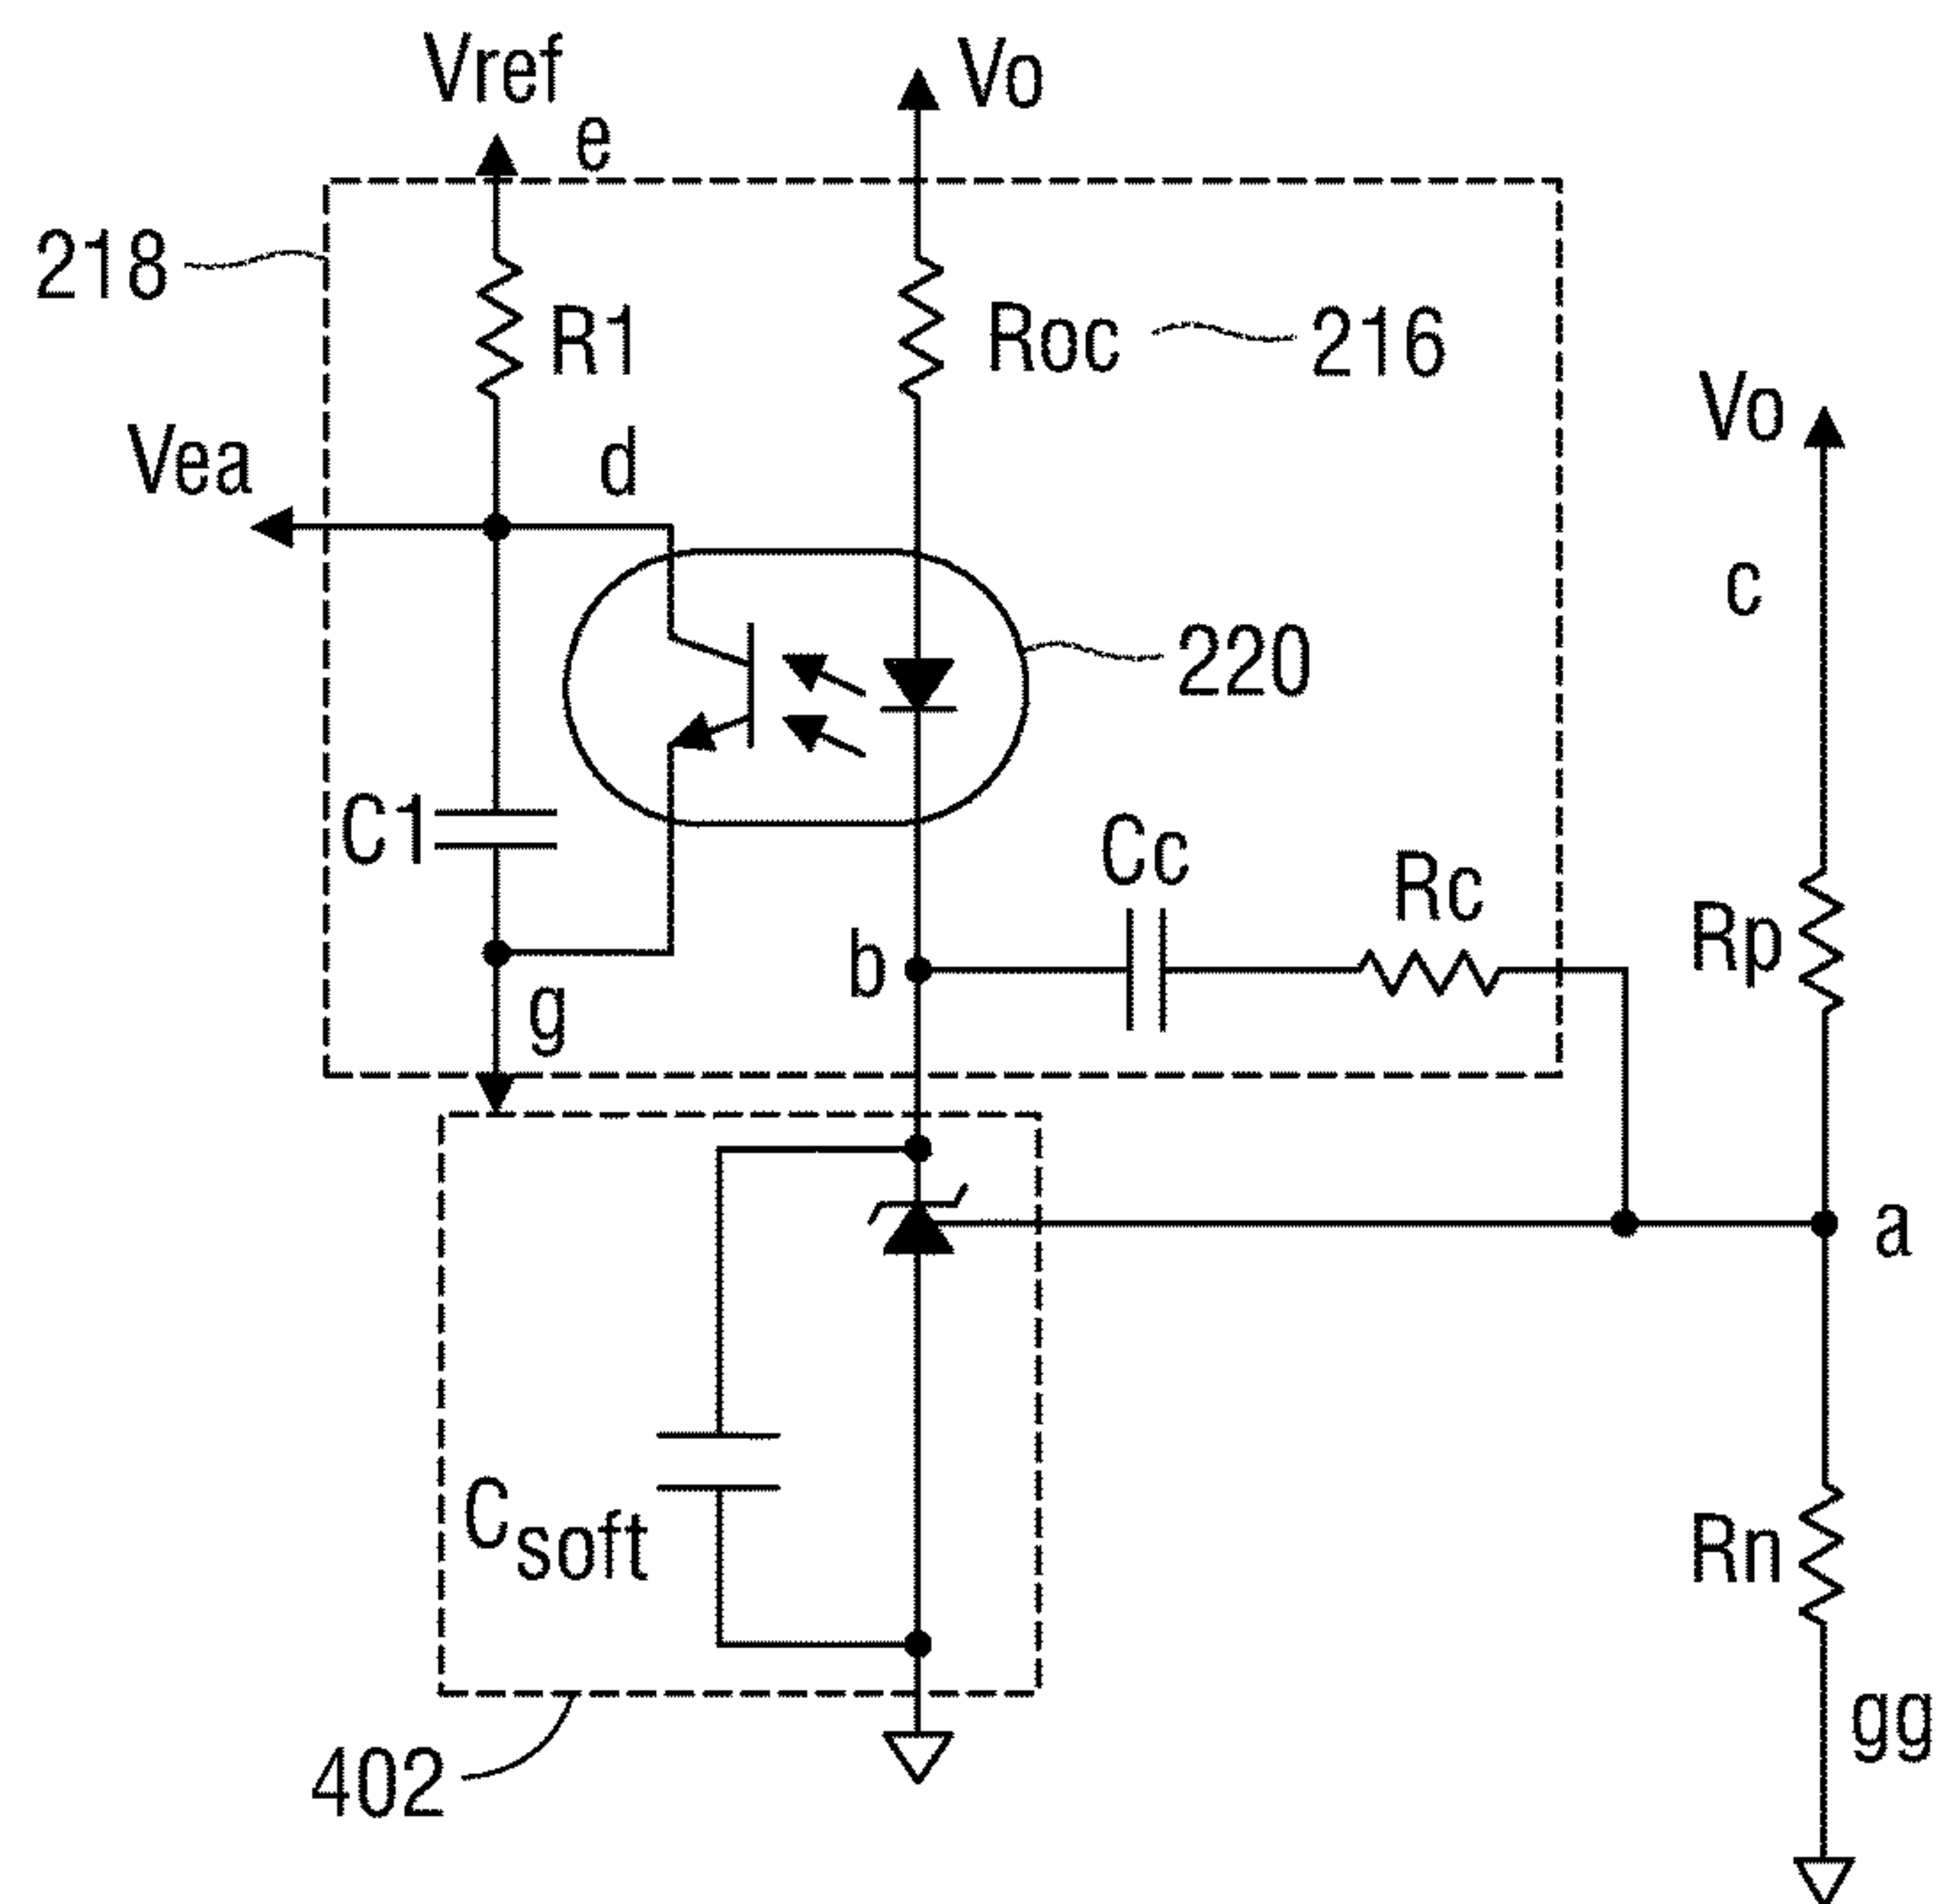 Vref
Vo
e
218
R1
Roc
216
Vo
Vea
d
c
220
C1
Cc
Rc
Rp
b
g
a
Csoft
Rn
gg
402